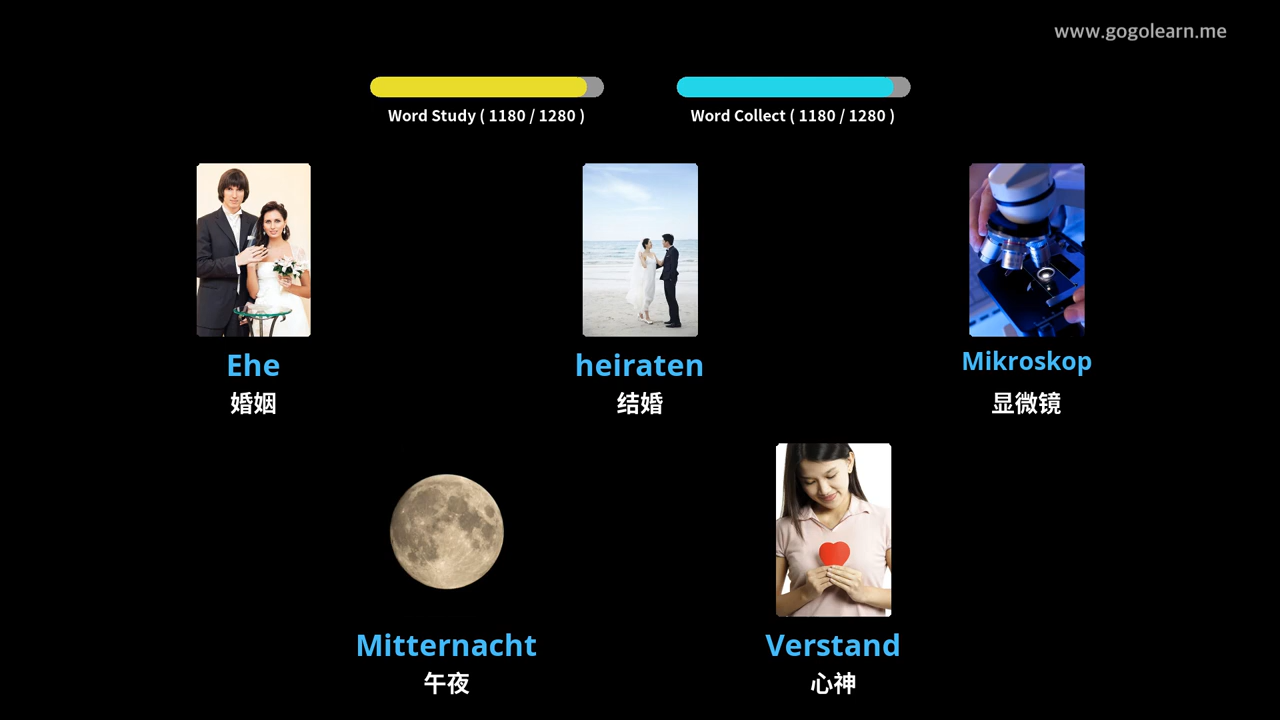 www.gogolearn.me
Word Study ( 1180 / 1280 )
Word Collect ( 1180 / 1280 )
Ehe
婚姻
heiraten
结婚
Mikroskop
显微镜
Mitternacht
午夜
Verstand
心神